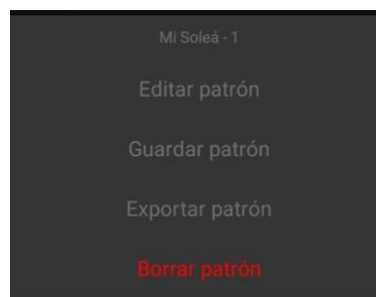 Mi Soleá - 1
Editar patrón
Guardar patrón
Exportar patrón
Borrar patrón